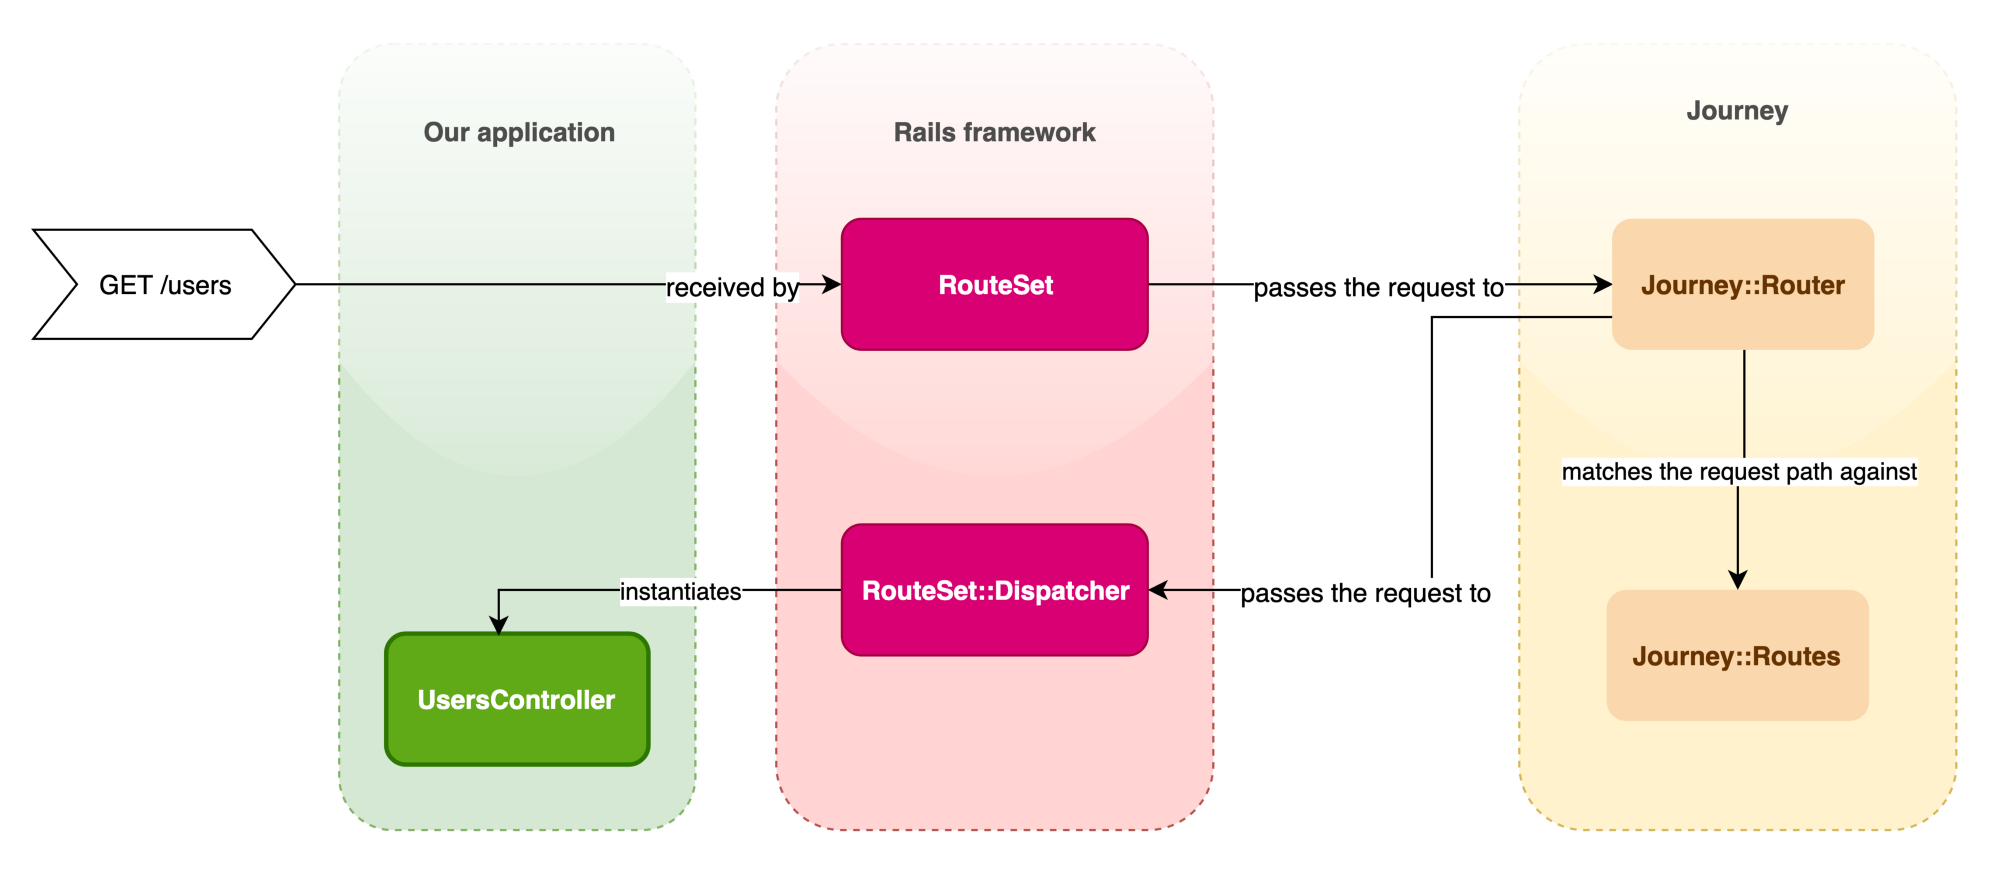 Our application
Rails framework
Journey
GET /users
received by
RouteSet
passes the request to
Journey::Router
matches the request path against
instantiates
RouteSet::Dispatcher
passes the request to
Journey::Routes
UsersController